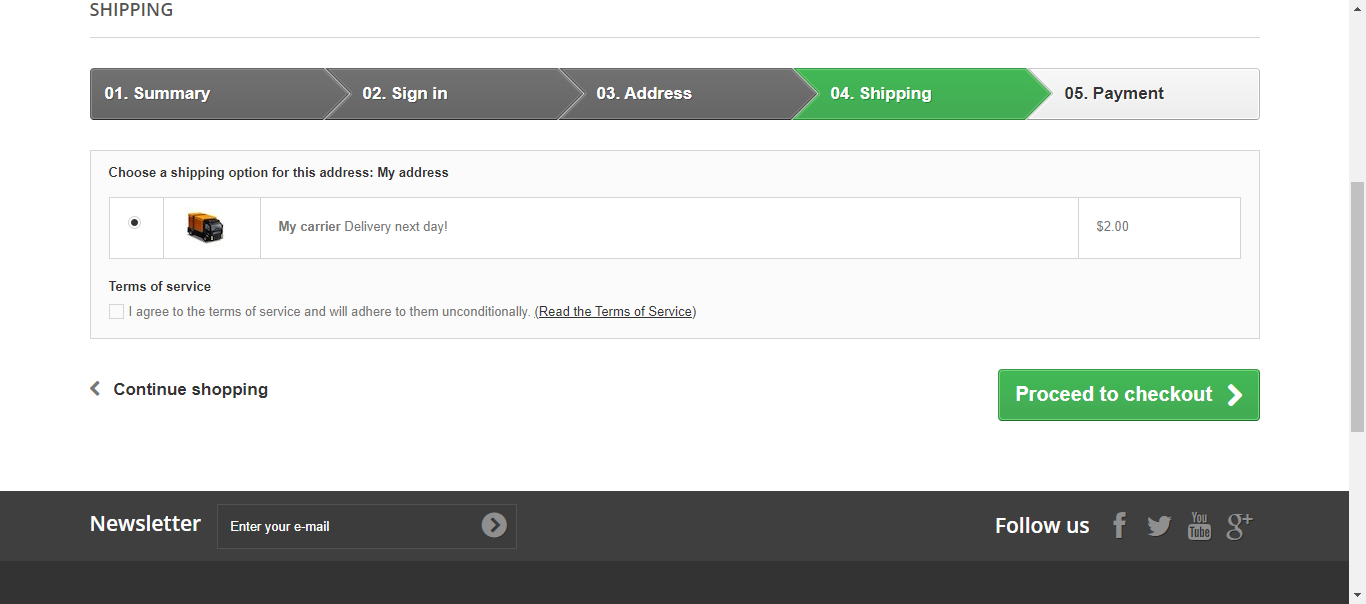 SHIPPING
01. Summary
02. Sign in
03. Address
04. Shipping
05. Payment
Choose a shipping option for this address: My address
My carrier Delivery next day!
$2.00
Terms of service
I agree to the terms of service and will adhere to them unconditionally. (Read the Terms of Service)
Continue shopping
Proceed to checkout
Newsletter
Enter your e-mail
Follow us
f
You
Tube
g+